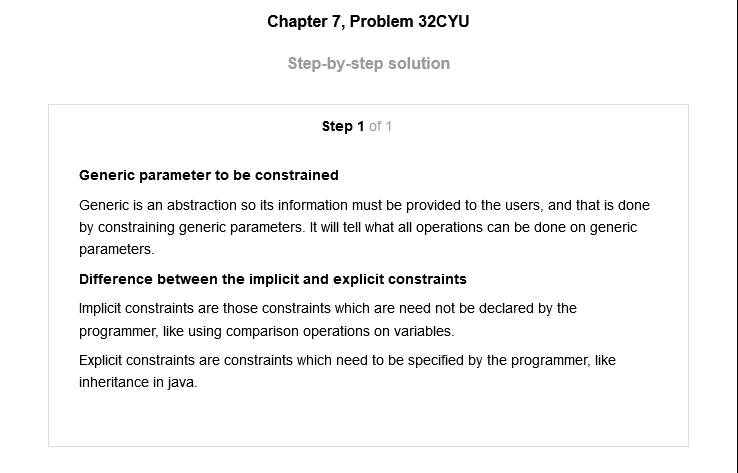 Chapter 7, Problem 32CYU
Step-by-step solution
Step 1 of 1
Generic parameter to be constrained
Generic is an abstraction so its information must be provided to the users, and that is done
by constraining generic parameters. It will tell what all operations can be done on generic
parameters.
Difference between the implicit and explicit constraints
Implicit constraints are those constraints which are need not be declared by the
programmer, like using comparison operations on variables.
Explicit constraints are constraints which need to be specified by the programmer, like
inheritance in java.